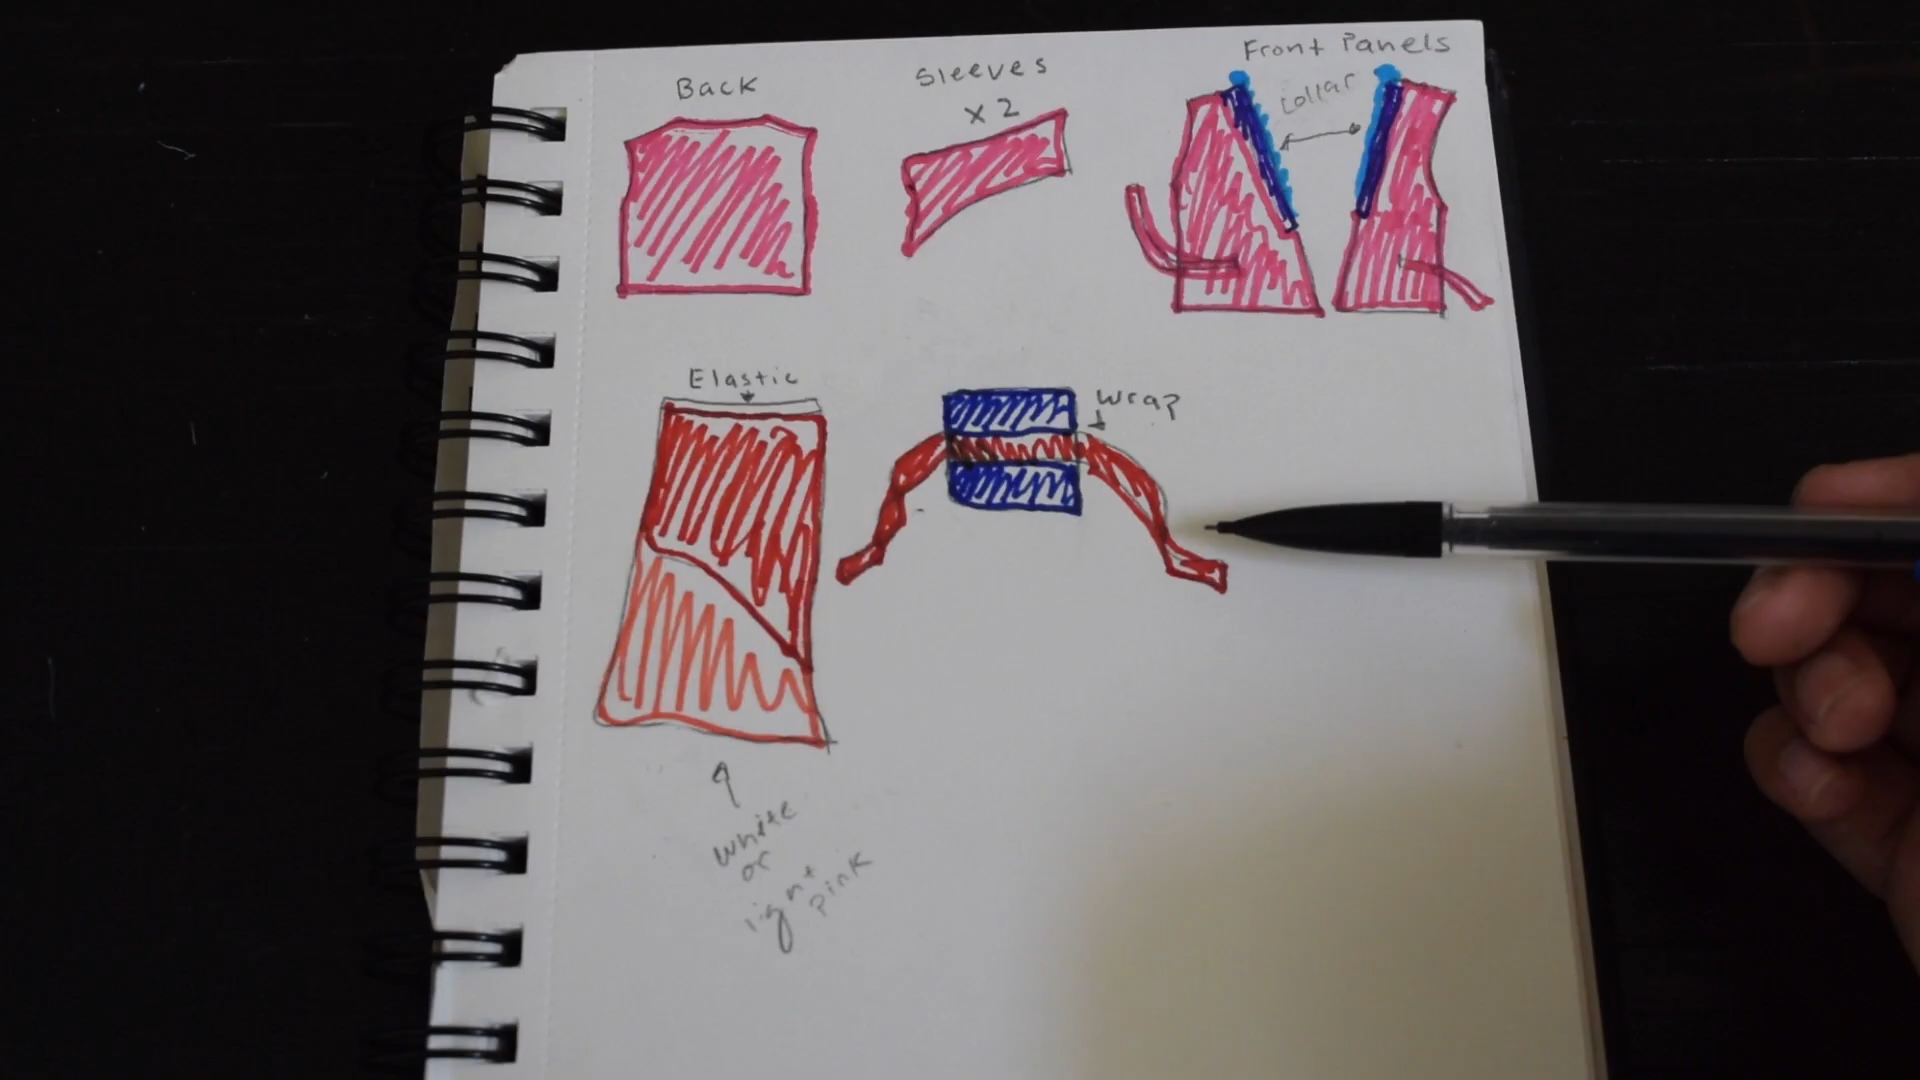 Back
Sleeves
x 2
Front Panels
collar
Elastic
wrap
white
or
light
pink